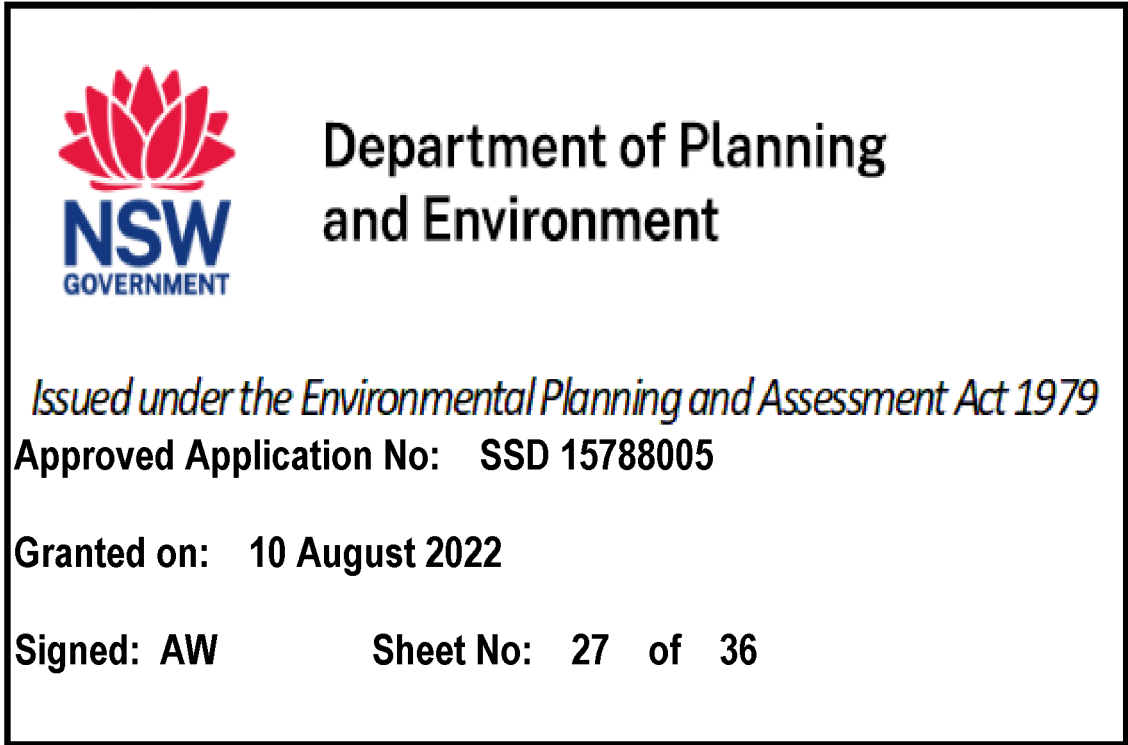 NSW
GOVERNMENT
Department of Planning
and Environment
Issued under the Environmental Planning and Assessment Act 1979
Approved Application No: SSD 15788005
Granted on: 10 August 2022
Signed: AW Sheet No: 27 of 36